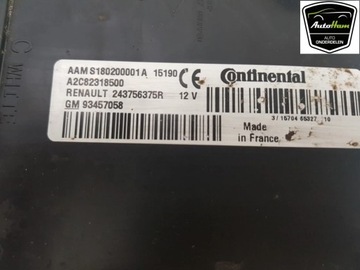 AutoHam
AUTO-ONDERDELEN
AAM S180200001A 15190
A2C82318500
RENAULT 243756375R 12 V
GM 93457058
CE
Continental
3/15704 65327 10
Made
in France